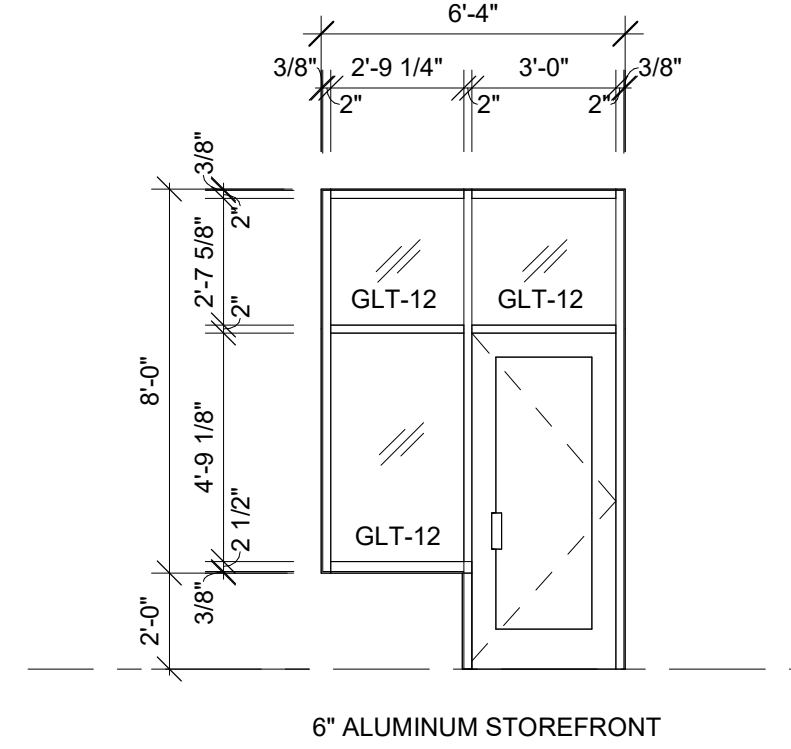 6'-4"
3/8" 2'-9 1/4" 3'-0" 3/8"
2" 2" 2"
3/8"
2"
2'-7 5/8"
2"
GLT-12 GLT-12
8'-0"
4'-9 1/8"
2 1/2"
GLT-12
3/8"
2'-0"
6" ALUMINUM STOREFRONT